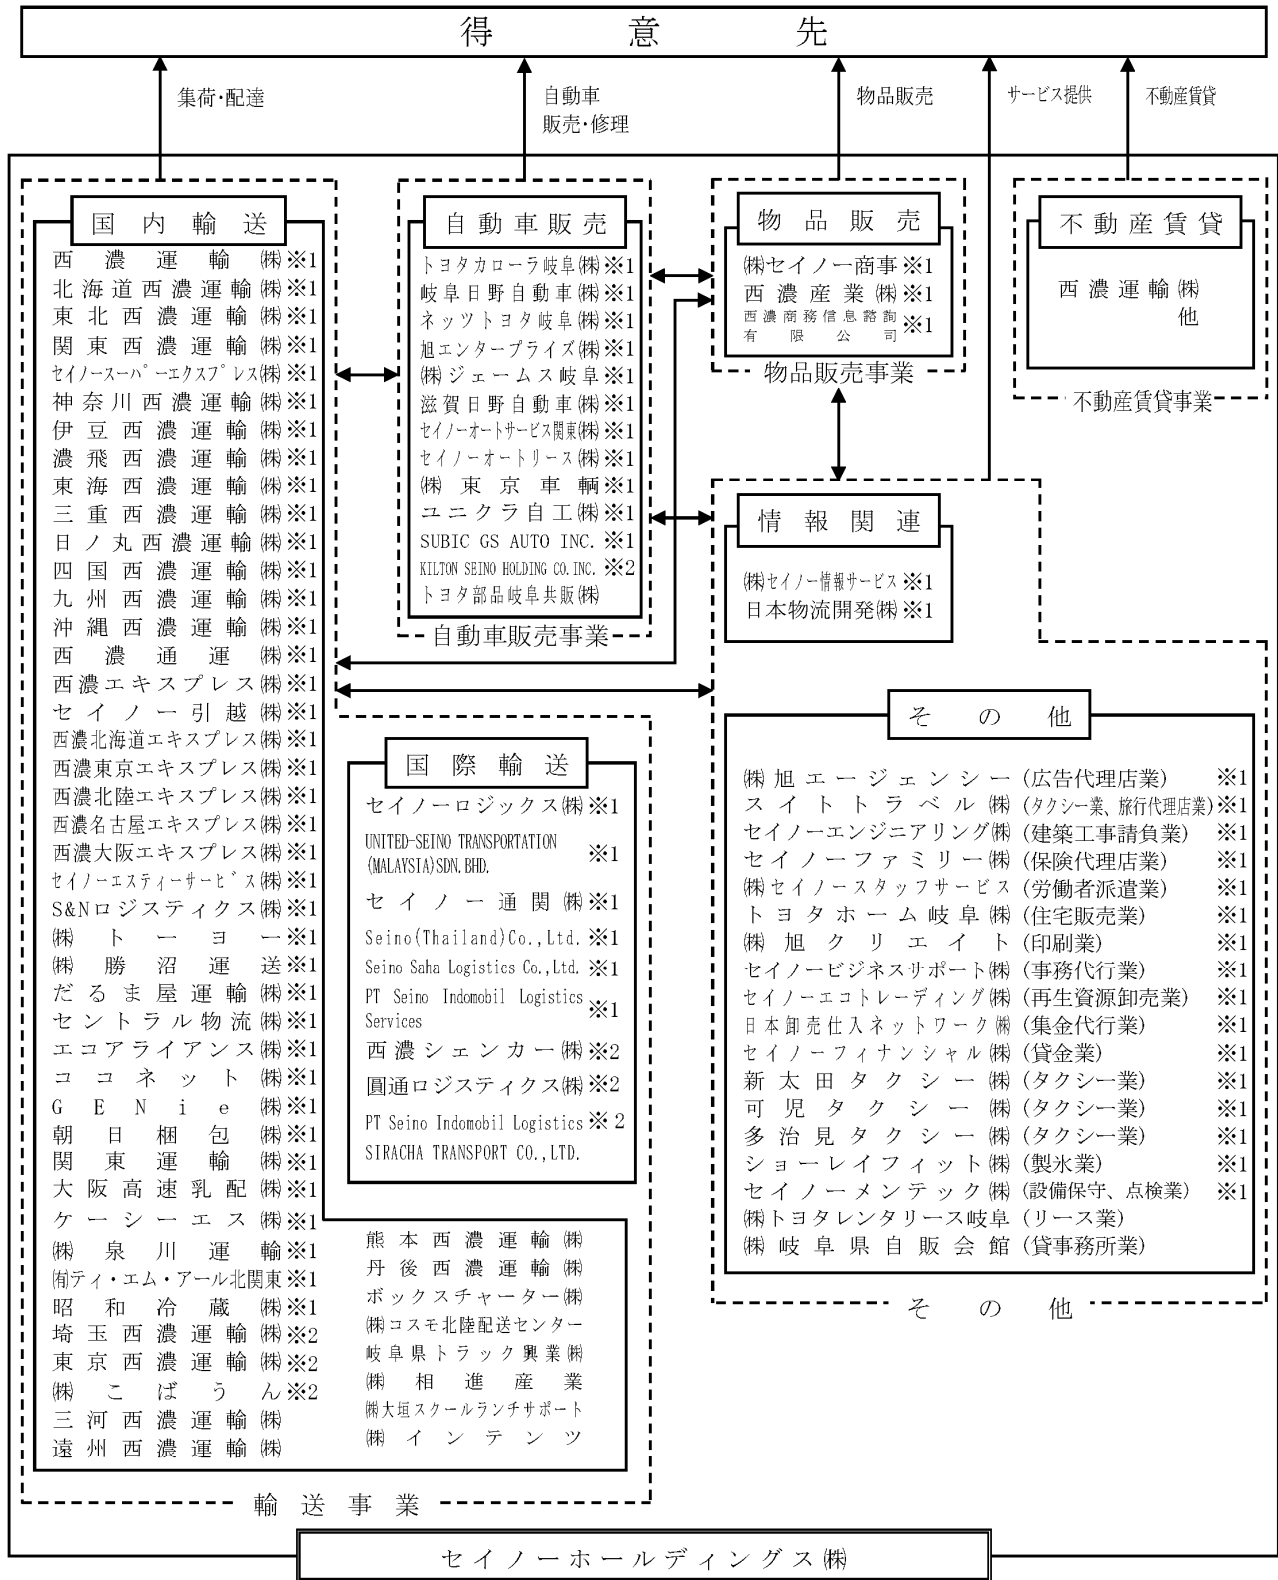 得意先
集荷・配達
自動車
販売・修理
物品販売
サービス提供
不動産賃貸
国内輸送
西濃運輸㈱※1
北海道西濃運輸㈱※1
東北西濃運輸㈱※1
関東西濃運輸㈱※1
セイノースーパーエクスプレス㈱※1
神奈川西濃運輸㈱※1
伊豆西濃運輸㈱※1
濃飛西濃運輸㈱※1
東海西濃運輸㈱※1
三重西濃運輸㈱※1
日ノ丸西濃運輸㈱※1
四国西濃運輸㈱※1
九州西濃運輸㈱※1
沖縄西濃運輸㈱※1
西濃通運㈱※1
西濃エキスプレス㈱※1
セイノー引越㈱※1
西濃北海道エキスプレス㈱※1
西濃東京エキスプレス㈱※1
西濃北陸エキスプレス㈱※1
西濃名古屋エキスプレス㈱※1
西濃大阪エキスプレス㈱※1
セイノーエスティーサービス㈱※1
S&Nロジスティクス㈱※1
㈱トーヨー※1
㈱勝沼運送※1
だるま屋運輸㈱※1
セントラル物流㈱※1
エコアライアンス㈱※1
ココネット㈱※1
GENie㈱※1
朝日梱包㈱※1
関東運輸㈱※1
大阪高速乳配㈱※1
ケーシーエス㈱※1
㈱泉川運輸※1
㈲ティ・エム・アール北関東※1
昭和冷蔵㈱※1
埼玉西濃運輸㈱※2
東京西濃運輸㈱※2
㈱こばうん※2
三河西濃運輸㈱
遠州西濃運輸㈱
熊本西濃運輸㈱
丹後西濃運輸㈱
ボックスチャーター㈱
㈱コスモ北陸配送センター
岐阜県トラック興業㈱
㈱相進産業
㈱大垣スクールランチサポート
㈱インテンツ
国際輸送
セイノーロジックス㈱※1
UNITED-SEINO TRANSPORTATION
(MALAYSIA)SDN.BHD. ※1
セイノー通関㈱※1
Seino(Thailand)Co.,Ltd. ※1
Seino Saha Logistics Co.,Ltd. ※1
PT Seino Indomobil Logistics
Services ※1
西濃シェンカー㈱※2
圓通ロジスティクス㈱※2
PT Seino Indomobil Logistics ※2
SIRACHA TRANSPORT CO.,LTD.
輸送事業
自動車販売
トヨタカローラ岐阜㈱※1
岐阜日野自動車㈱※1
ネッツトヨタ岐阜㈱※1
旭エンタープライズ㈱※1
㈱ジェームス岐阜※1
滋賀日野自動車㈱※1
セイノーオートサービス関東㈱※1
セイノーオートリース㈱※1
㈱東京車輌※1
ユニクラ自工㈱※1
SUBIC GS AUTO INC. ※1
KILTON SEINO HOLDING CO.INC. ※2
トヨタ部品岐阜共販㈱
自動車販売事業
物品販売
㈱セイノー商事※1
西濃産業㈱※1
西濃商務信息諮詢
有限公司※1
物品販売事業
不動産賃貸
西濃運輸㈱
他
不動産賃貸事業
情報関連
㈱セイノー情報サービス※1
日本物流開発㈱※1
その他
㈱旭エージェンシー(広告代理店業) ※1
スイトトラベル㈱(タクシー業、旅行代理店業)※1
セイノーエンジニアリング㈱(建築工事請負業) ※1
セイノーファミリー㈱(保険代理店業) ※1
㈱セイノースタッフサービス(労働者派遣業) ※1
トヨタホーム岐阜㈱(住宅販売業) ※1
㈱旭クリエイト(印刷業) ※1
セイノービジネスサポート㈱(事務代行業) ※1
セイノーエコトレーディング㈱(再生資源卸売業) ※1
日本卸売仕入ネットワーク㈱(集金代行業) ※1
セイノーフィナンシャル㈱(貸金業) ※1
新太田タクシー㈱(タクシー業) ※1
可児タクシー㈱(タクシー業) ※1
多治見タクシー㈱(タクシー業) ※1
ショーレイフィット㈱(製氷業) ※1
セイノーメンテック㈱(設備保守、点検業) ※1
㈱トヨタレンタリース岐阜(リース業)
㈱岐阜県自販会館(貸事務所業)
その他
セイノーホールディングス㈱